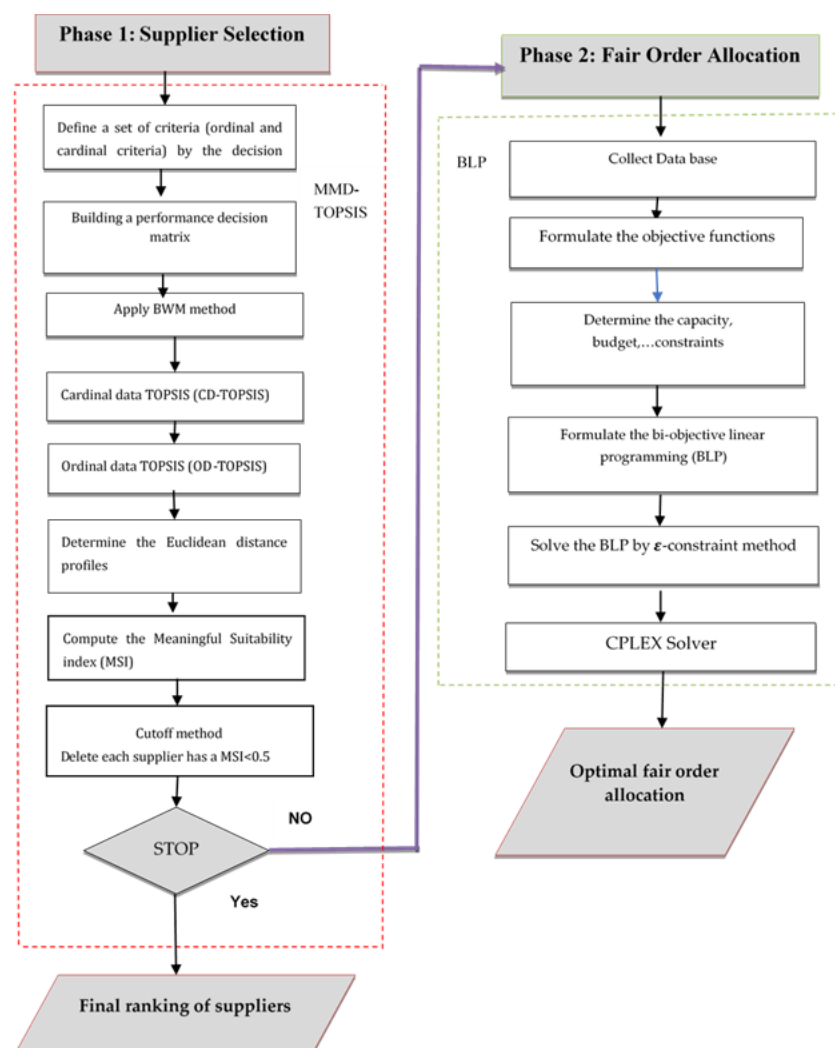 Phase 1: Supplier Selection
Define a set of criteria (ordinal and
cardinal criteria) by the decision
MMD-
TOPSIS
Building a performance decision
matrix
Apply BWM method
Cardinal data TOPSIS (CD-TOPSIS)
Ordinal data TOPSIS (OD-TOPSIS)
Determine the Euclidean distance
profiles
Compute the Meaningful Suitability
index (MSI)
Cutoff method
Delete each supplier has a MSI<0.5
STOP
NO
Yes
Final ranking of suppliers
Phase 2: Fair Order Allocation
BLP
Collect Data base
Formulate the objective functions
Determine the capacity,
budget,...constraints
Formulate the bi-objective linear
programming (BLP)
Solve the BLP by ε-constraint method
CPLEX Solver
Optimal fair order
allocation